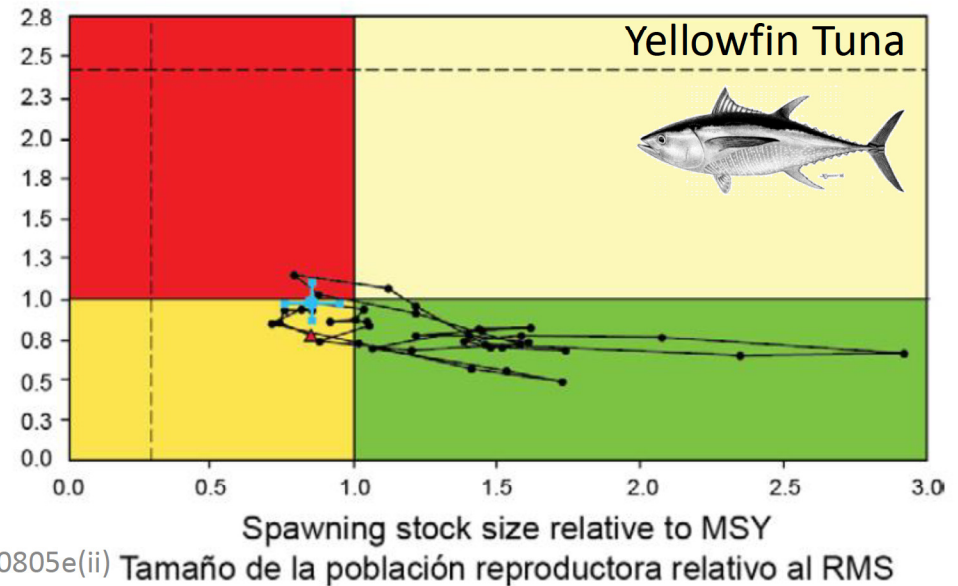 Yellowfin Tuna
2.8
2.5
2.3
2.0
1.8
1.5
1.3
1.0
0.8
0.5
0.3
0.0
0.0 0.5 1.0 1.5 2.0 2.5 3.0
Spawning stock size relative to MSY
0805e(ii)
Tamaño de la población reproductora relativo al RMS